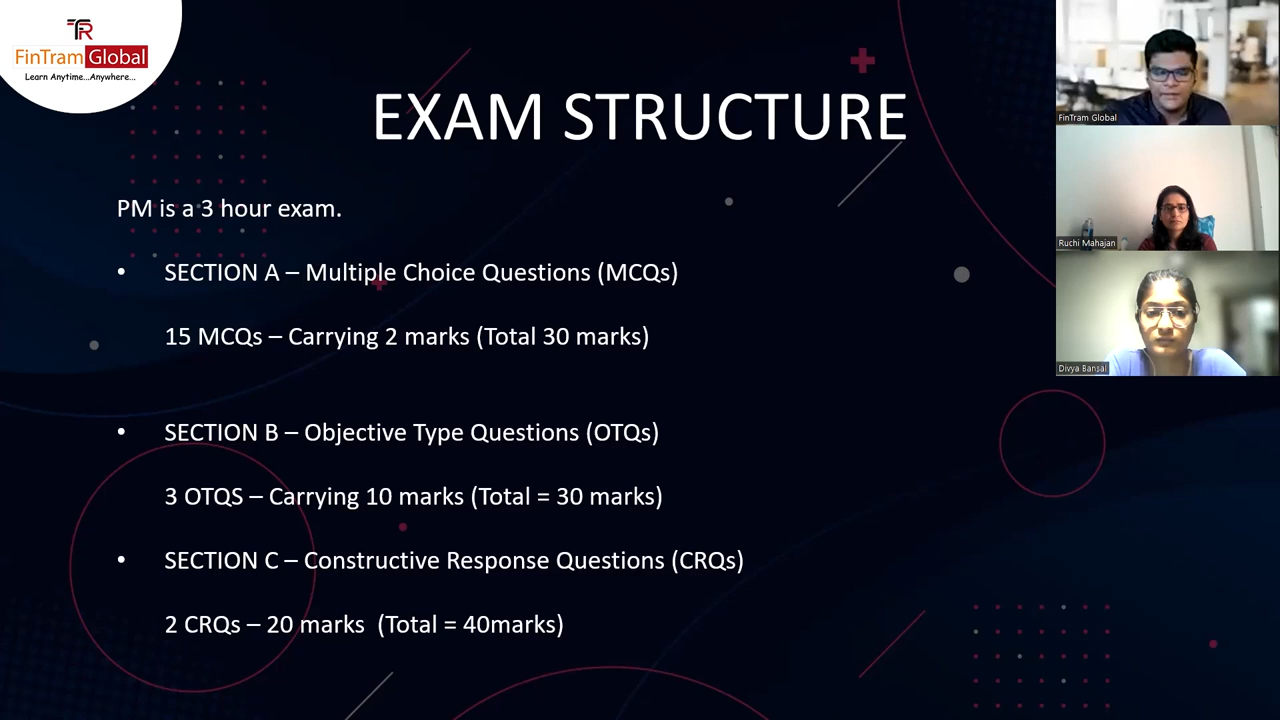 FR
FinTram Global
Learn Anytime...Anywhere...
EXAM STRUCTURE
PM is a 3 hour exam.
• SECTION A – Multiple Choice Questions (MCQs)
15 MCQs – Carrying 2 marks (Total 30 marks)
• SECTION B – Objective Type Questions (OTQs)
3 OTQS – Carrying 10 marks (Total = 30 marks)
• SECTION C – Constructive Response Questions (CRQs)
2 CRQs – 20 marks (Total = 40marks)
FinTram Global
Ruchi Mahajan
Divya Bansal